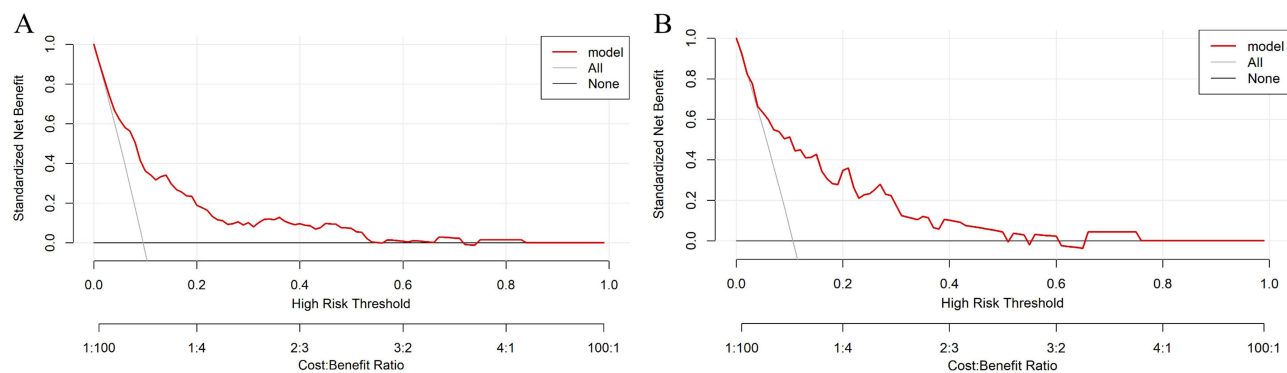 A
Standardized Net Benefit
1.0
0.8
0.6
0.4
0.2
0.0
model
All
None
0.0 0.2 0.4 0.6 0.8 1.0
High Risk Threshold
1:100 1:4 2:3 3:2 4:1 100:1
Cost:Benefit Ratio
B
Standardized Net Benefit
1.0
0.8
0.6
0.4
0.2
0.0
model
All
None
0.0 0.2 0.4 0.6 0.8 1.0
High Risk Threshold
1:100 1:4 2:3 3:2 4:1 100:1
Cost:Benefit Ratio